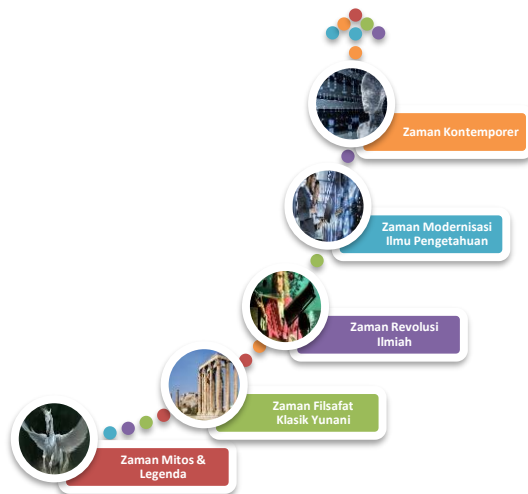 Zaman Kontemporer
Zaman Modernisasi
Ilmu Pengetahuan
Zaman Revolusi
Ilmiah
Zaman Filsafat
Klasik Yunani
Zaman Mitos &
Legenda